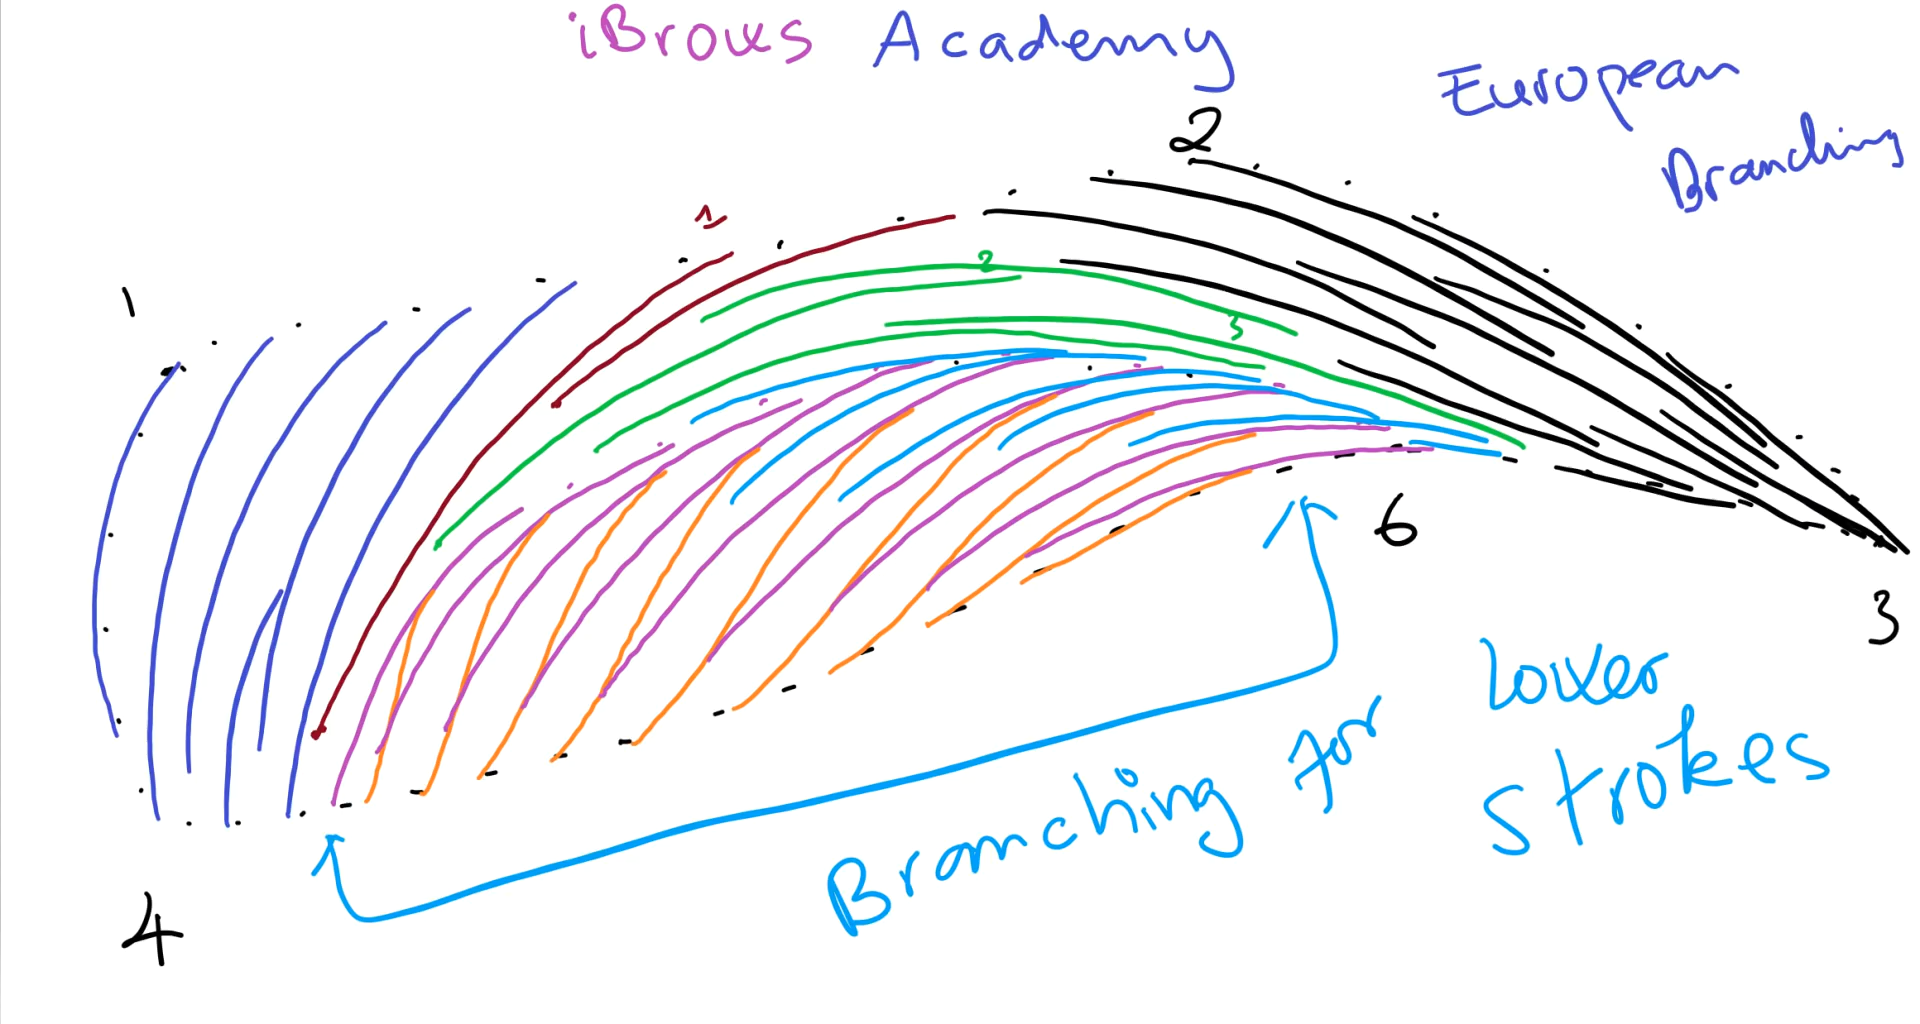 iBrows Academy
European
Branching
2
1
2
1
3
6
3
Lower
Strokes
Branching for
4